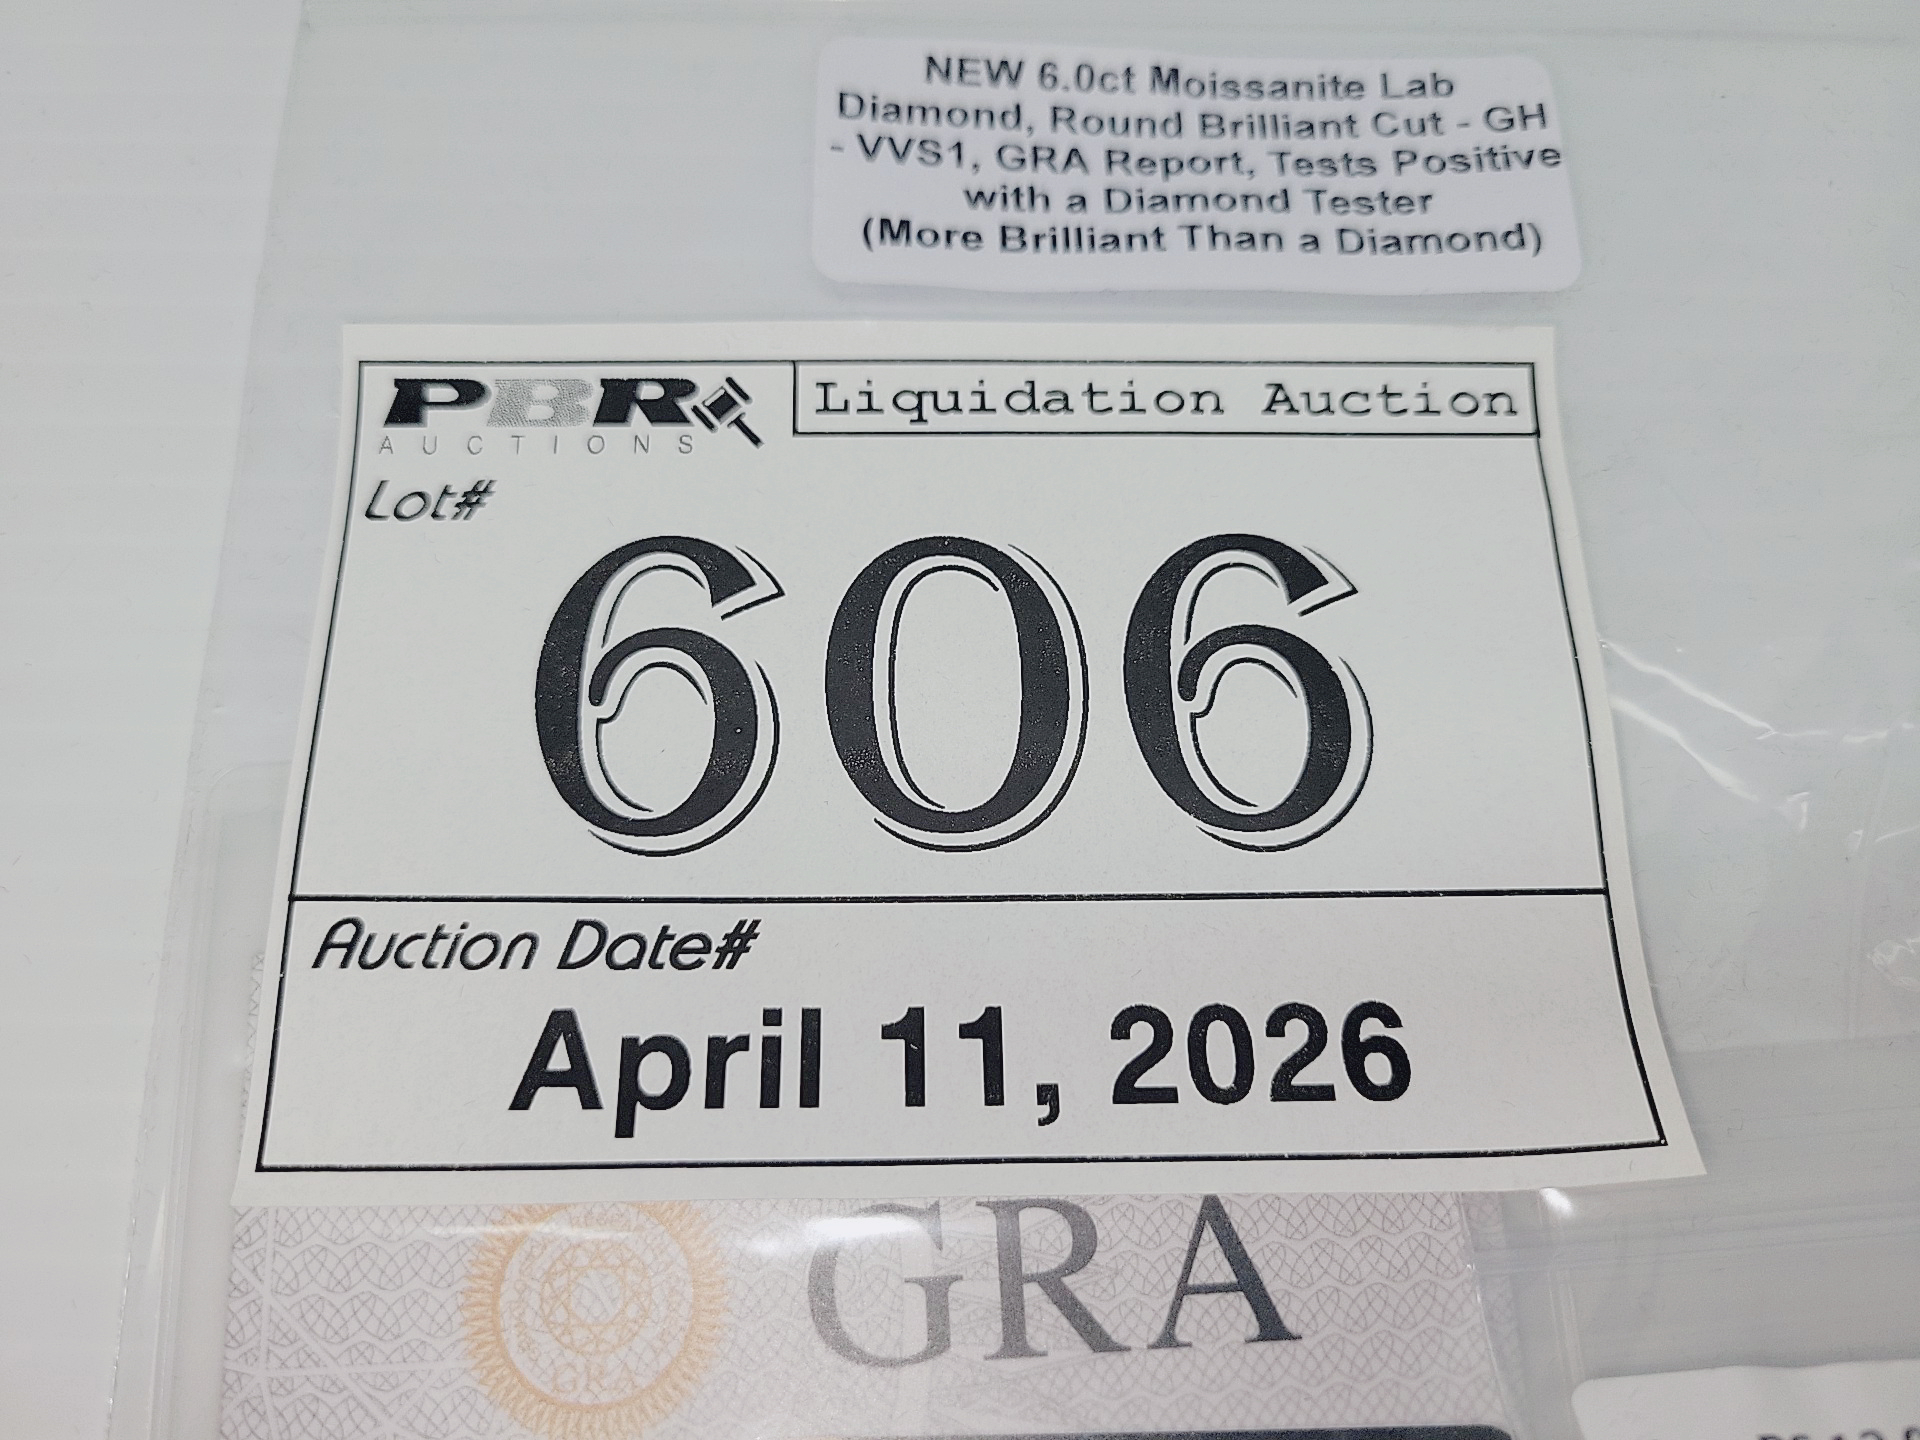 NEW 6.0ct Moissanite Lab
Diamond, Round Brilliant Cut - GH
- VVS1, GRA Report, Tests Positive
with a Diamond Tester
(More Brilliant Than a Diamond)
PBR
AUCTIONS
Liquidation Auction
Lot#
606
Auction Date#
April 11, 2026
GRA
GRA